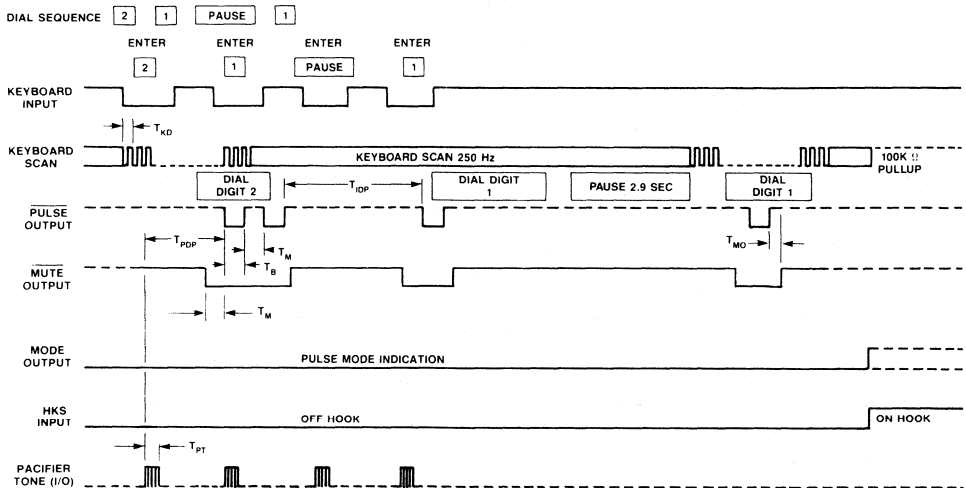 DIAL SEQUENCE 2 1 PAUSE 1
ENTER ENTER ENTER ENTER
2 1 PAUSE 1
KEYBOARD
INPUT
TKD
KEYBOARD
SCAN
KEYBOARD SCAN 250 Hz
100K Ω
PULLUP
DIAL
DIGIT 2
TIDP
DIAL DIGIT
1
PAUSE 2.9 SEC
DIAL
DIGIT 1
PULSE
OUTPUT
TPDP
TM
TB
TMO
MUTE
OUTPUT
TM
MODE
OUTPUT
PULSE MODE INDICATION
HKS
INPUT
OFF HOOK
ON HOOK
TPT
PACIFIER
TONE (I/O)